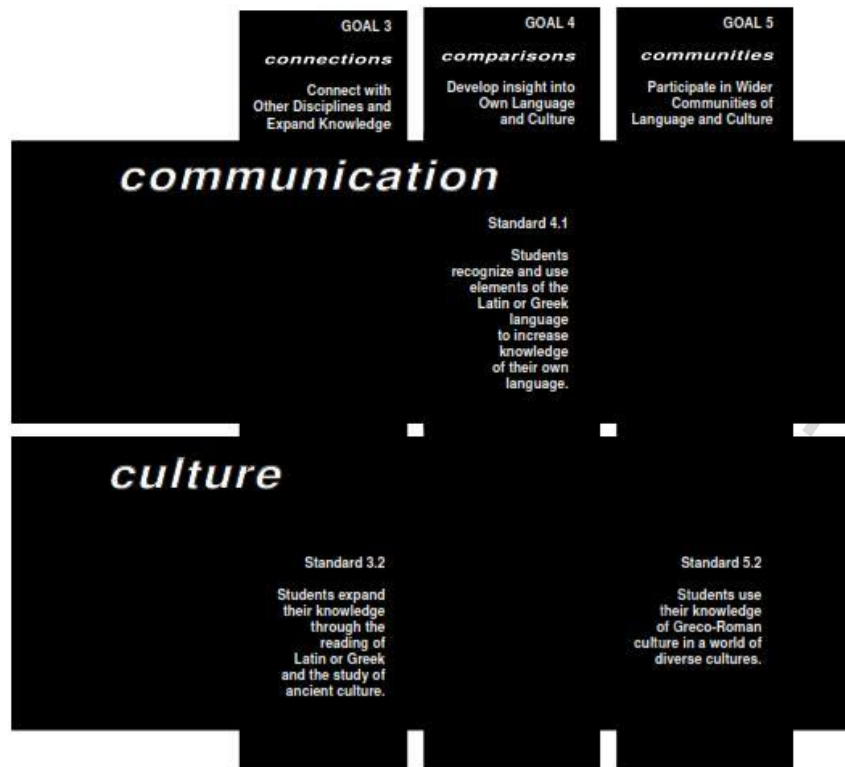 GOAL 3
connections
Connect with
Other Disciplines and
Expand Knowledge
GOAL 4
comparisons
Develop insight into
Own Language
and Culture
GOAL 5
communities
Participate in Wider
Communities of
Language and Culture
communication
Standard 4.1
Students
recognize and use
elements of the
Latin or Greek
language
to increase
knowledge
of their own
language.
culture
Standard 3.2
Students expand
their knowledge
through the
reading of
Latin or Greek
and the study of
ancient culture.
Standard 5.2
Students use
their knowledge
of Greco-Roman
culture in a world of
diverse cultures.